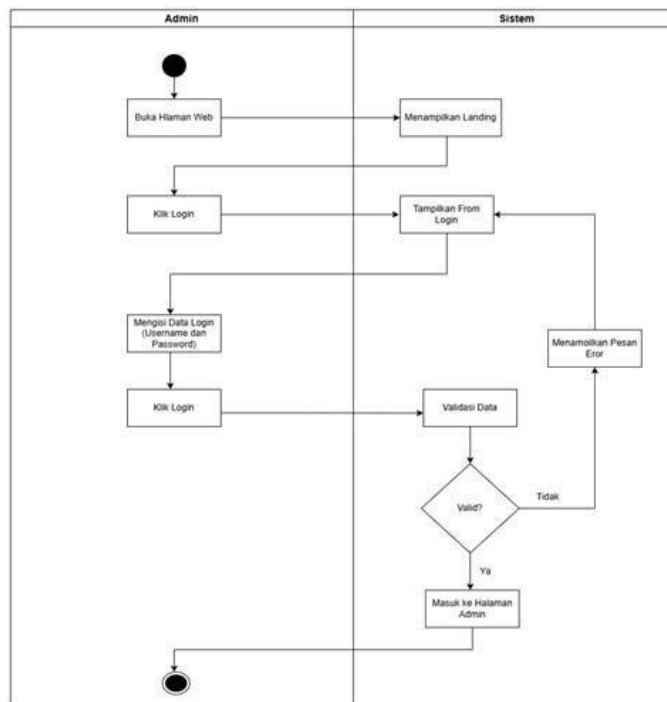 Admin
Sistem
Buka Hlaman Web
Menampilkan Landing
Klik Login
Tampilkan From
Login
Mengisi Data Login
(Username dan
Password)
Menamoilkan Pesan
Eror
Klik Login
Validasi Data
Valid?
Tidak
Ya
Masuk ke Halaman
Admin